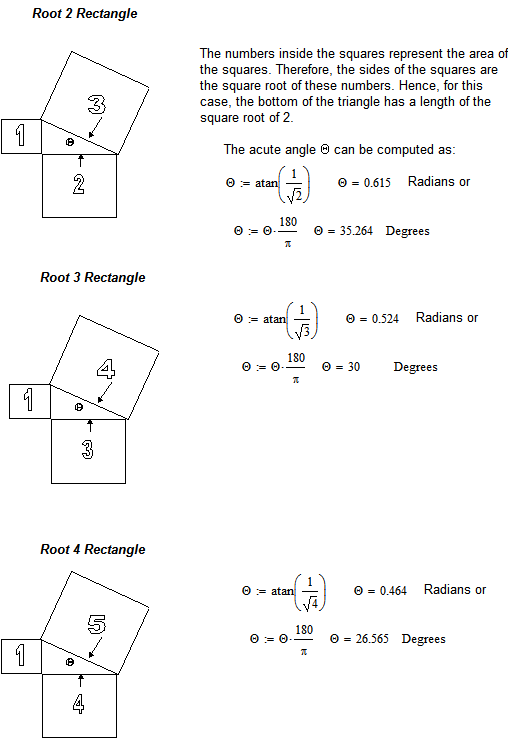 Root 2 Rectangle
The numbers inside the squares represent the area of
the squares. Therefore, the sides of the squares are
the square root of these numbers. Hence, for this
case, the bottom of the triangle has a length of the
square root of 2.
3
1
Θ
2
The acute angle Θ can be computed as:
Θ := atan(1/√2) Θ = 0.615 Radians or
Θ := Θ·180/π Θ = 35.264 Degrees
Root 3 Rectangle
4
1
Θ
3
Θ := atan(1/√3) Θ = 0.524 Radians or
Θ := Θ·180/π Θ = 30 Degrees
Root 4 Rectangle
5
1
Θ
4
Θ := atan(1/√4) Θ = 0.464 Radians or
Θ := Θ·180/π Θ = 26.565 Degrees